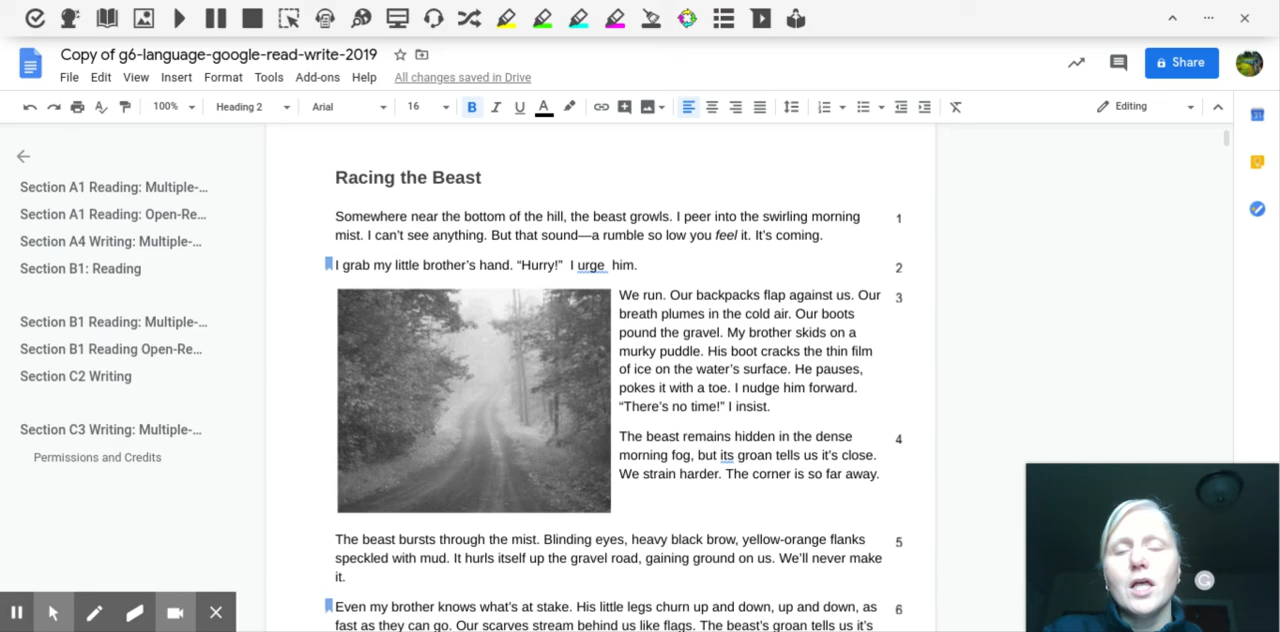 Copy of g6-language-google-read-write-2019
File Edit View Insert Format Tools Add-ons Help All changes saved in Drive
Share
100% Heading 2 Arial 16 B I U A Editing
Section A1 Reading: Multiple-...
Section A1 Reading: Open-Re...
Section A4 Writing: Multiple-...
Section B1: Reading
Section B1 Reading: Multiple-...
Section B1 Reading Open-Re...
Section C2 Writing
Section C3 Writing: Multiple-...
Permissions and Credits
Racing the Beast
Somewhere near the bottom of the hill, the beast growls. I peer into the swirling morning 1
mist. I can’t see anything. But that sound—a rumble so low you feel it. It’s coming.
I grab my little brother’s hand. “Hurry!” I urge him. 2
We run. Our backpacks flap against us. Our 3
breath plumes in the cold air. Our boots
pound the gravel. My brother skids on a
murky puddle. His boot cracks the thin film
of ice on the water’s surface. He pauses,
pokes it with a toe. I nudge him forward.
“There’s no time!” I insist.
The beast remains hidden in the dense 4
morning fog, but its groan tells us it’s close.
We strain harder. The corner is so far away.
The beast bursts through the mist. Blinding eyes, heavy black brow, yellow-orange flanks 5
speckled with mud. It hurls itself up the gravel road, gaining ground on us. We’ll never make
it.
Even my brother knows what’s at stake. His little legs churn up and down, up and down, as 6
fast as they can go. Our scarves stream behind us like flags. The beast’s groan tells us it’s